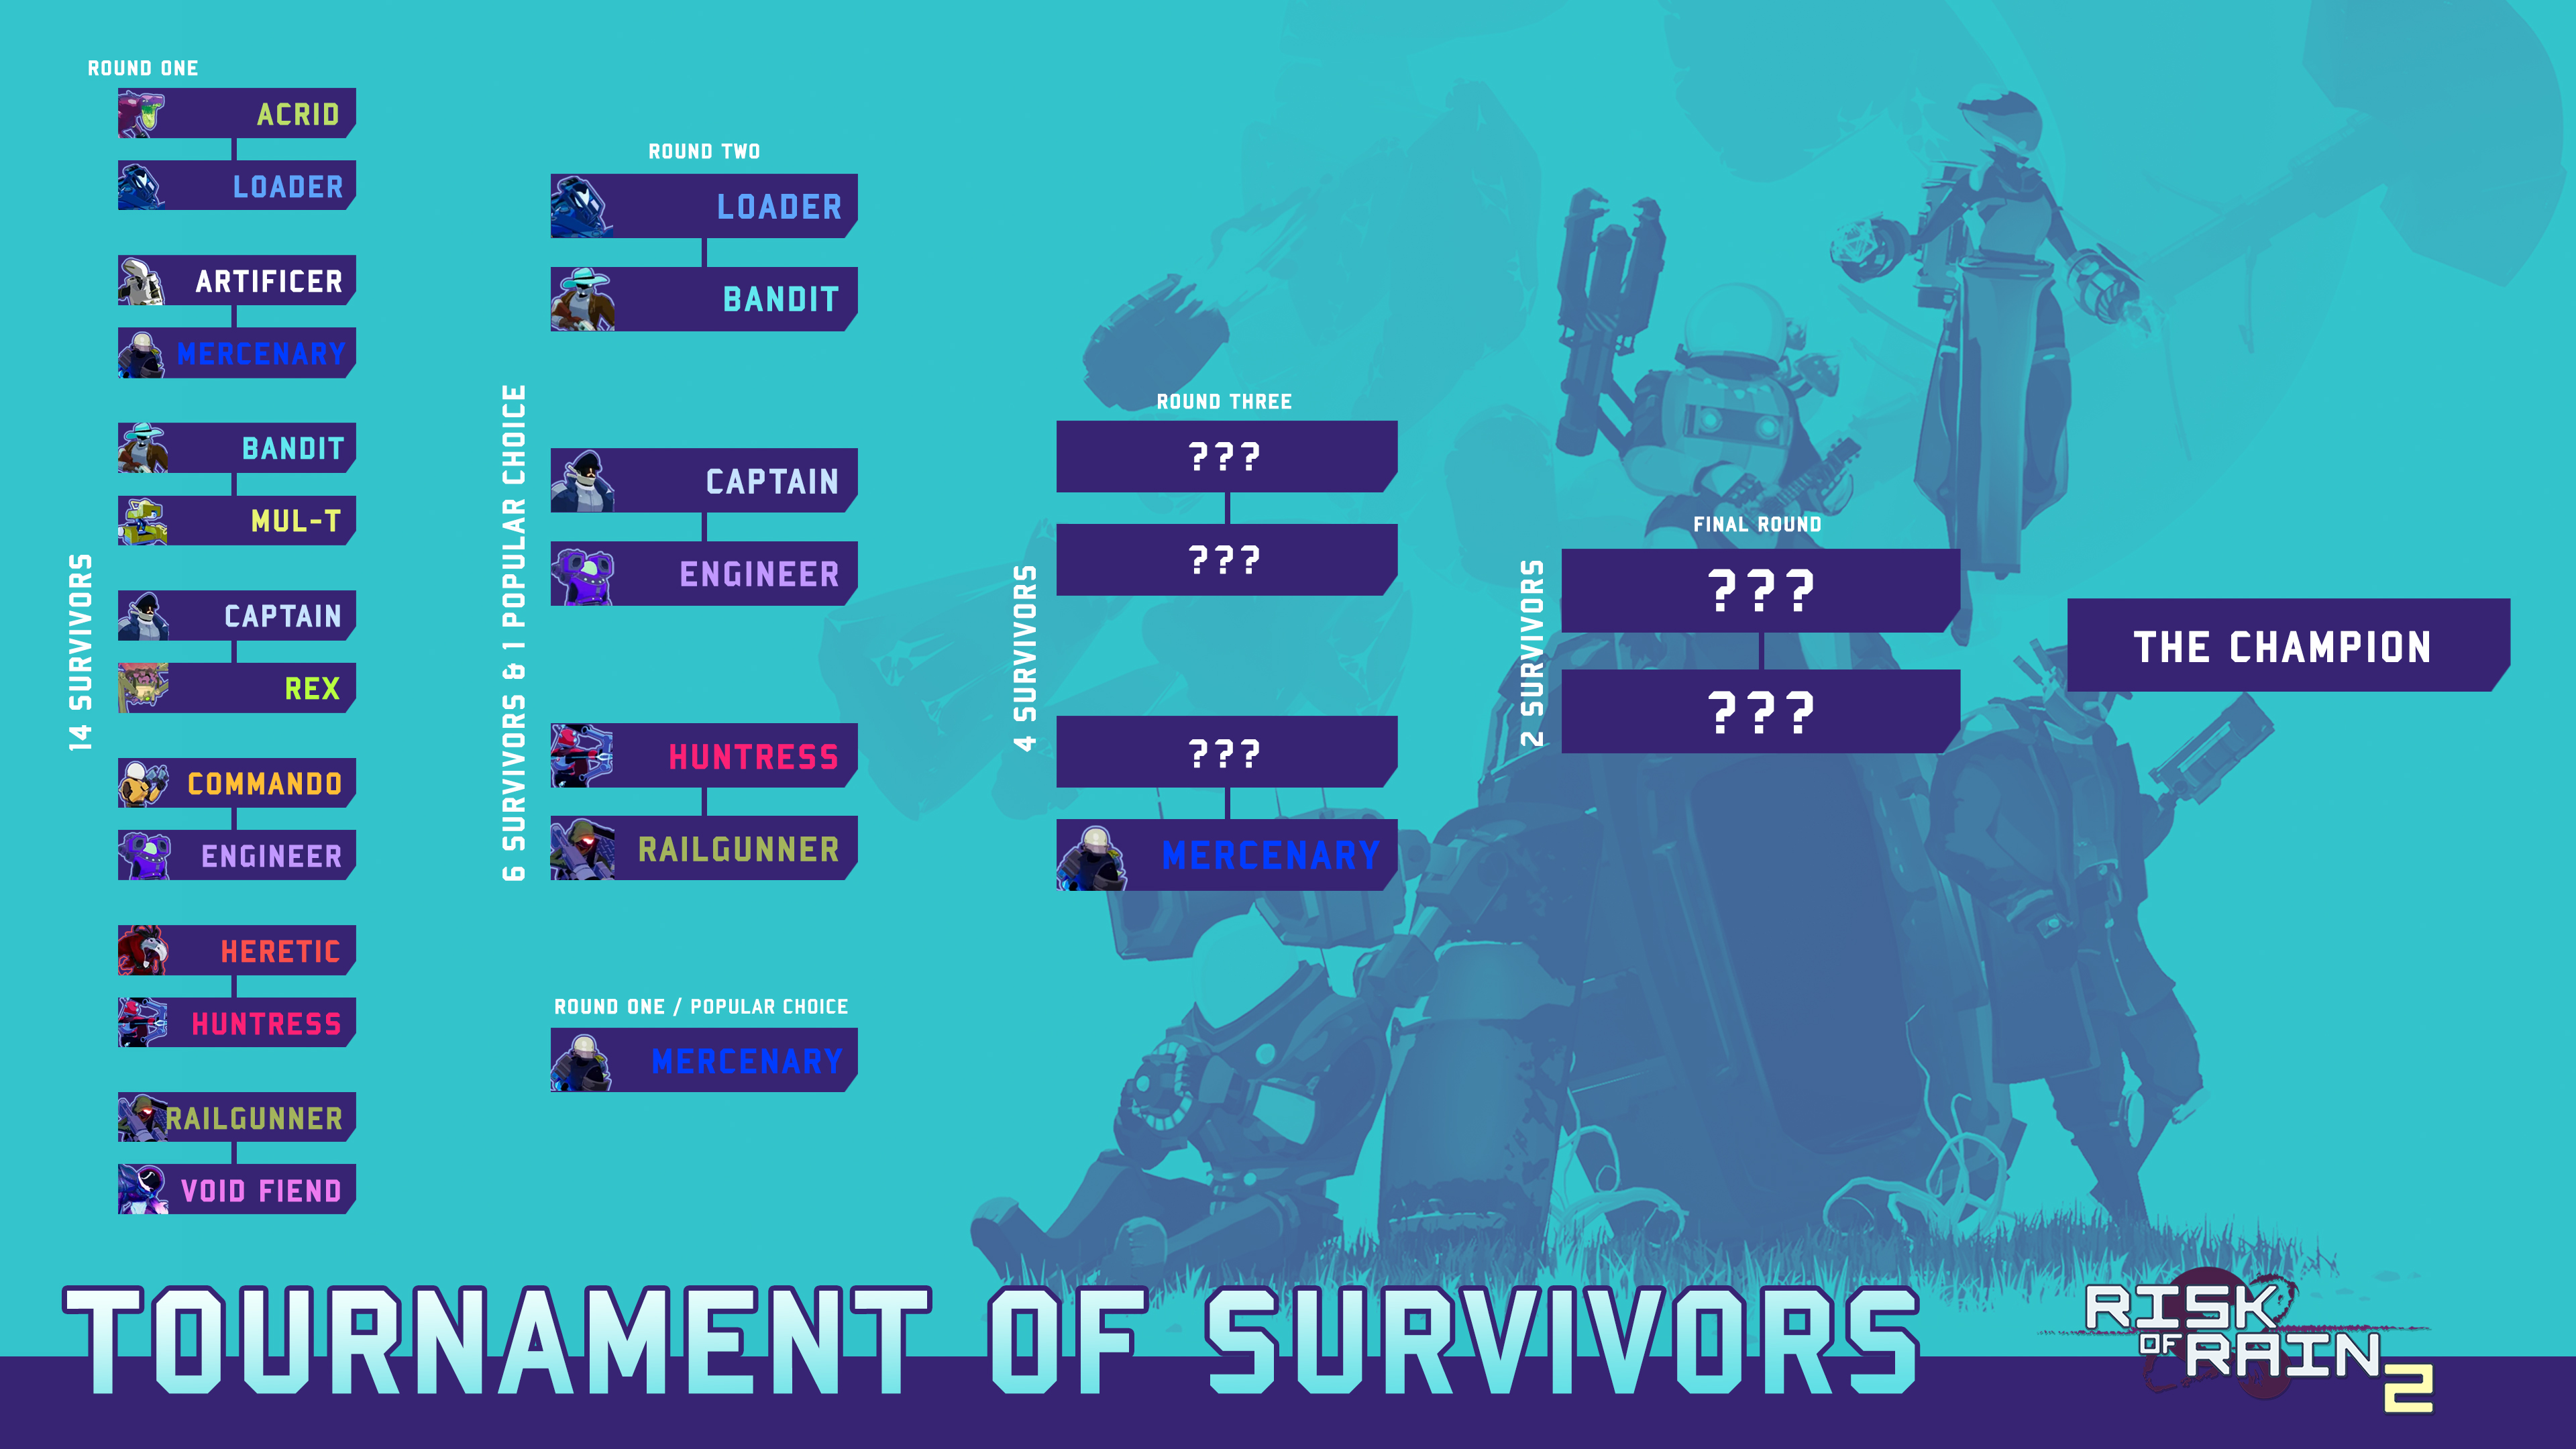 ROUND ONE
ACRID
LOADER
ARTIFICER
MERCENARY
BANDIT
MUL-T
CAPTAIN
REX
COMMANDO
ENGINEER
HERETIC
HUNTRESS
RAILGUNNER
VOID FIEND
14 SURVIVORS
ROUND TWO
LOADER
BANDIT
CAPTAIN
ENGINEER
HUNTRESS
RAILGUNNER
6 SURVIVORS & 1 POPULAR CHOICE
ROUND ONE / POPULAR CHOICE
MERCENARY
ROUND THREE
???
???
???
MERCENARY
4 SURVIVORS
FINAL ROUND
???
???
2 SURVIVORS
THE CHAMPION
TOURNAMENT OF SURVIVORS
RISK
OF RAIN
2